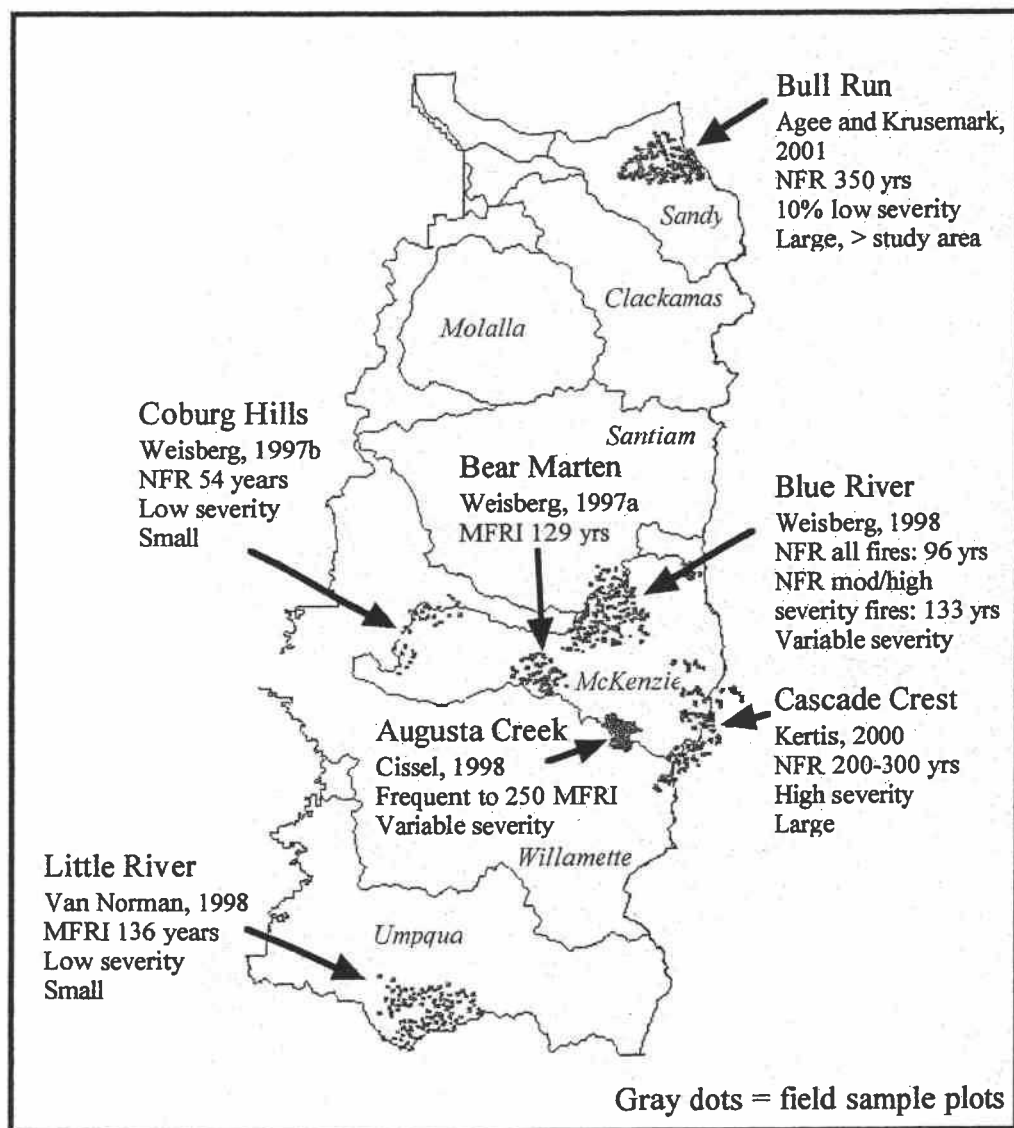 Bull Run
Agee and Krusemark,
2001
NFR 350 yrs
10% low severity
Large, > study area
Sandy
Clackamas
Molalla
Santiam
Coburg Hills
Weisberg, 1997b
NFR 54 years
Low severity
Small
Bear Marten
Weisberg, 1997a
MFRI 129 yrs
Blue River
Weisberg, 1998
NFR all fires: 96 yrs
NFR mod/high
severity fires: 133 yrs
Variable severity
McKenzie
Cascade Crest
Kertis, 2000
NFR 200-300 yrs
High severity
Large
Augusta Creek
Cissel, 1998
Frequent to 250 MFRI
Variable severity
Willamette
Little River
Van Norman, 1998
MFRI 136 years
Low severity
Small
Umpqua
Gray dots = field sample plots